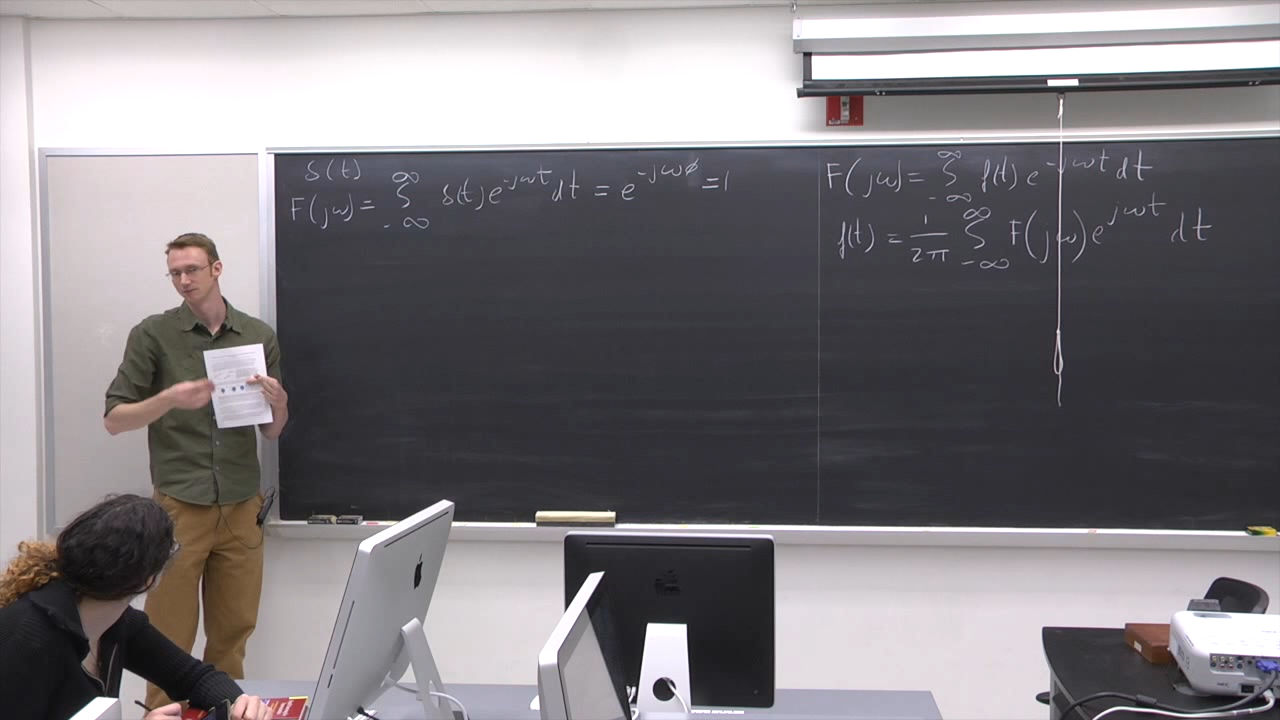 δ(t)
F(jω) = ∫_{-∞}^{∞} δ(t) e^{-jωt} dt = e^{-jω0} = 1
F(jω) = ∫_{-∞}^{∞} f(t) e^{-jωt} dt
f(t) = 1/2π ∫_{-∞}^{∞} F(jω) e^{jωt} dt